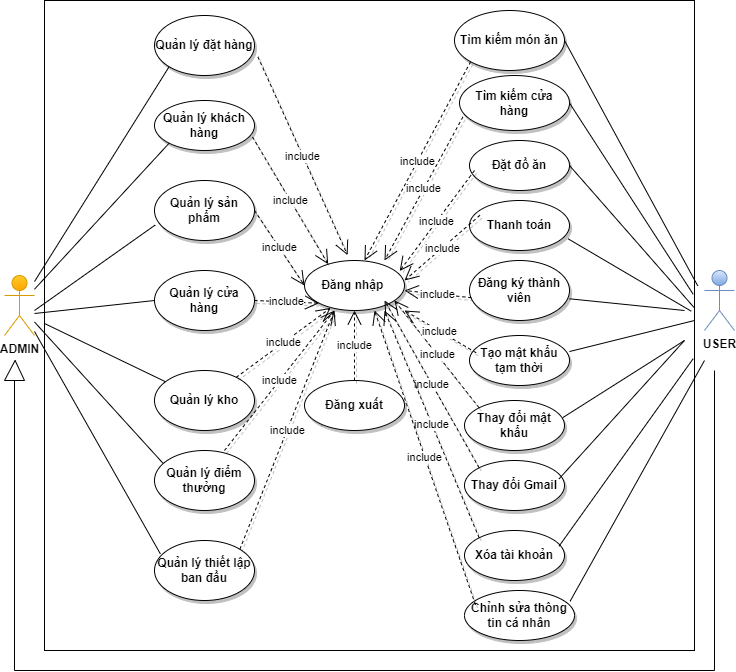 Quản lý đặt hàng
Quản lý khách
hàng
Quản lý sản
phẩm
Quản lý cửa
hàng
Quản lý kho
Quản lý điểm
thưởng
Quản lý thiết lập
ban đầu
ADMIN
include
include
include
include
include
include
include
Đăng nhập
include
Đăng xuất
include
include
include
include
include
include
include
include
include
include
Tìm kiếm món ăn
Tìm kiếm cửa
hàng
Đặt đồ ăn
Thanh toán
Đăng ký thành
viên
Tạo mật khẩu
tạm thời
Thay đổi mật
khẩu
Thay đổi Gmail
Xóa tài khoản
Chỉnh sửa thông
tin cá nhân
USER